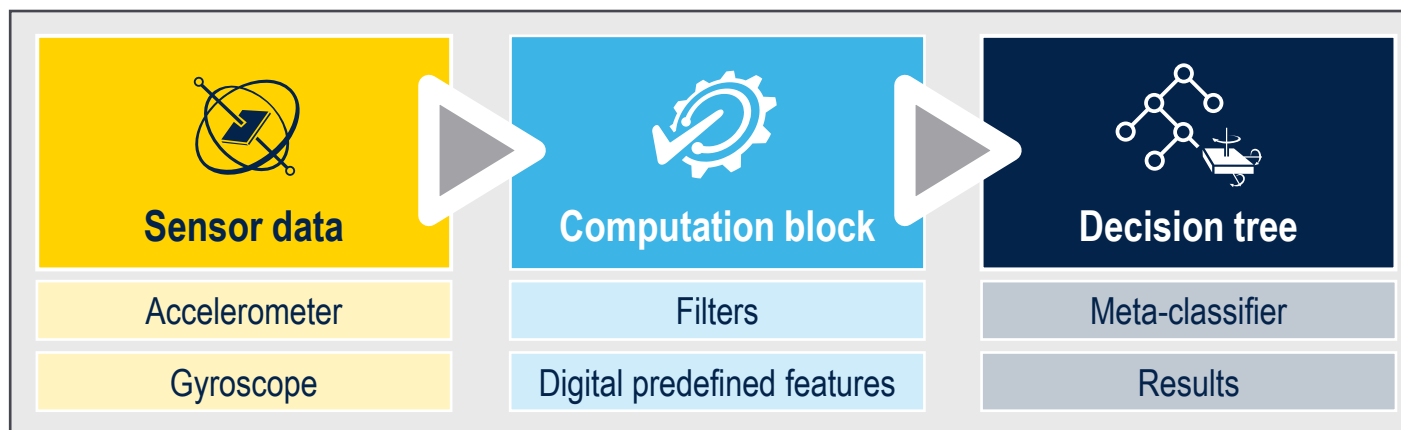 Sensor data
Accelerometer
Gyroscope
Computation block
Filters
Digital predefined features
Decision tree
Meta-classifier
Results